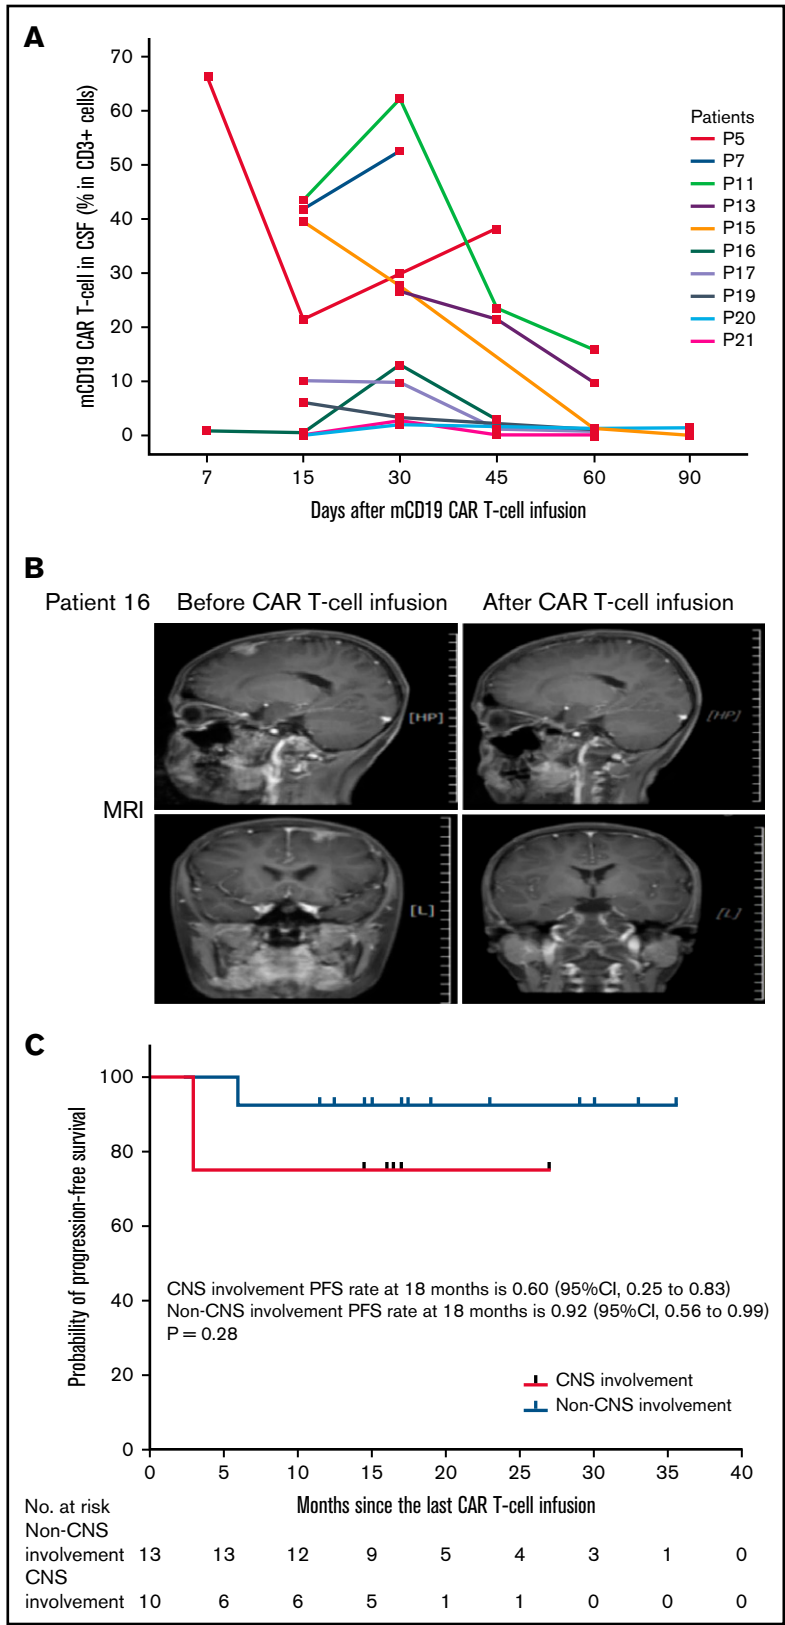 A
mCD19 CAR T-cell in CSF (% in CD3+ cells)
70
60
50
40
30
20
10
0
7 15 30 45 60 90
Days after mCD19 CAR T-cell infusion
Patients
P5
P7
P11
P13
P15
P16
P17
P19
P20
P21
B
Patient 16 Before CAR T-cell infusion After CAR T-cell infusion
MRI
[HP]
[HP]
[L]
[L]
C
Probability of progression-free survival
100
80
60
40
20
0
CNS involvement PFS rate at 18 months is 0.60 (95%CI, 0.25 to 0.83)
Non-CNS involvement PFS rate at 18 months is 0.92 (95%CI, 0.56 to 0.99)
P = 0.28
CNS involvement
Non-CNS involvement
0 5 10 15 20 25 30 35 40
Months since the last CAR T-cell infusion
No. at risk
Non-CNS
involvement 13 13 12 9 5 4 3 1 0
CNS
involvement 10 6 6 5 1 1 0 0 0